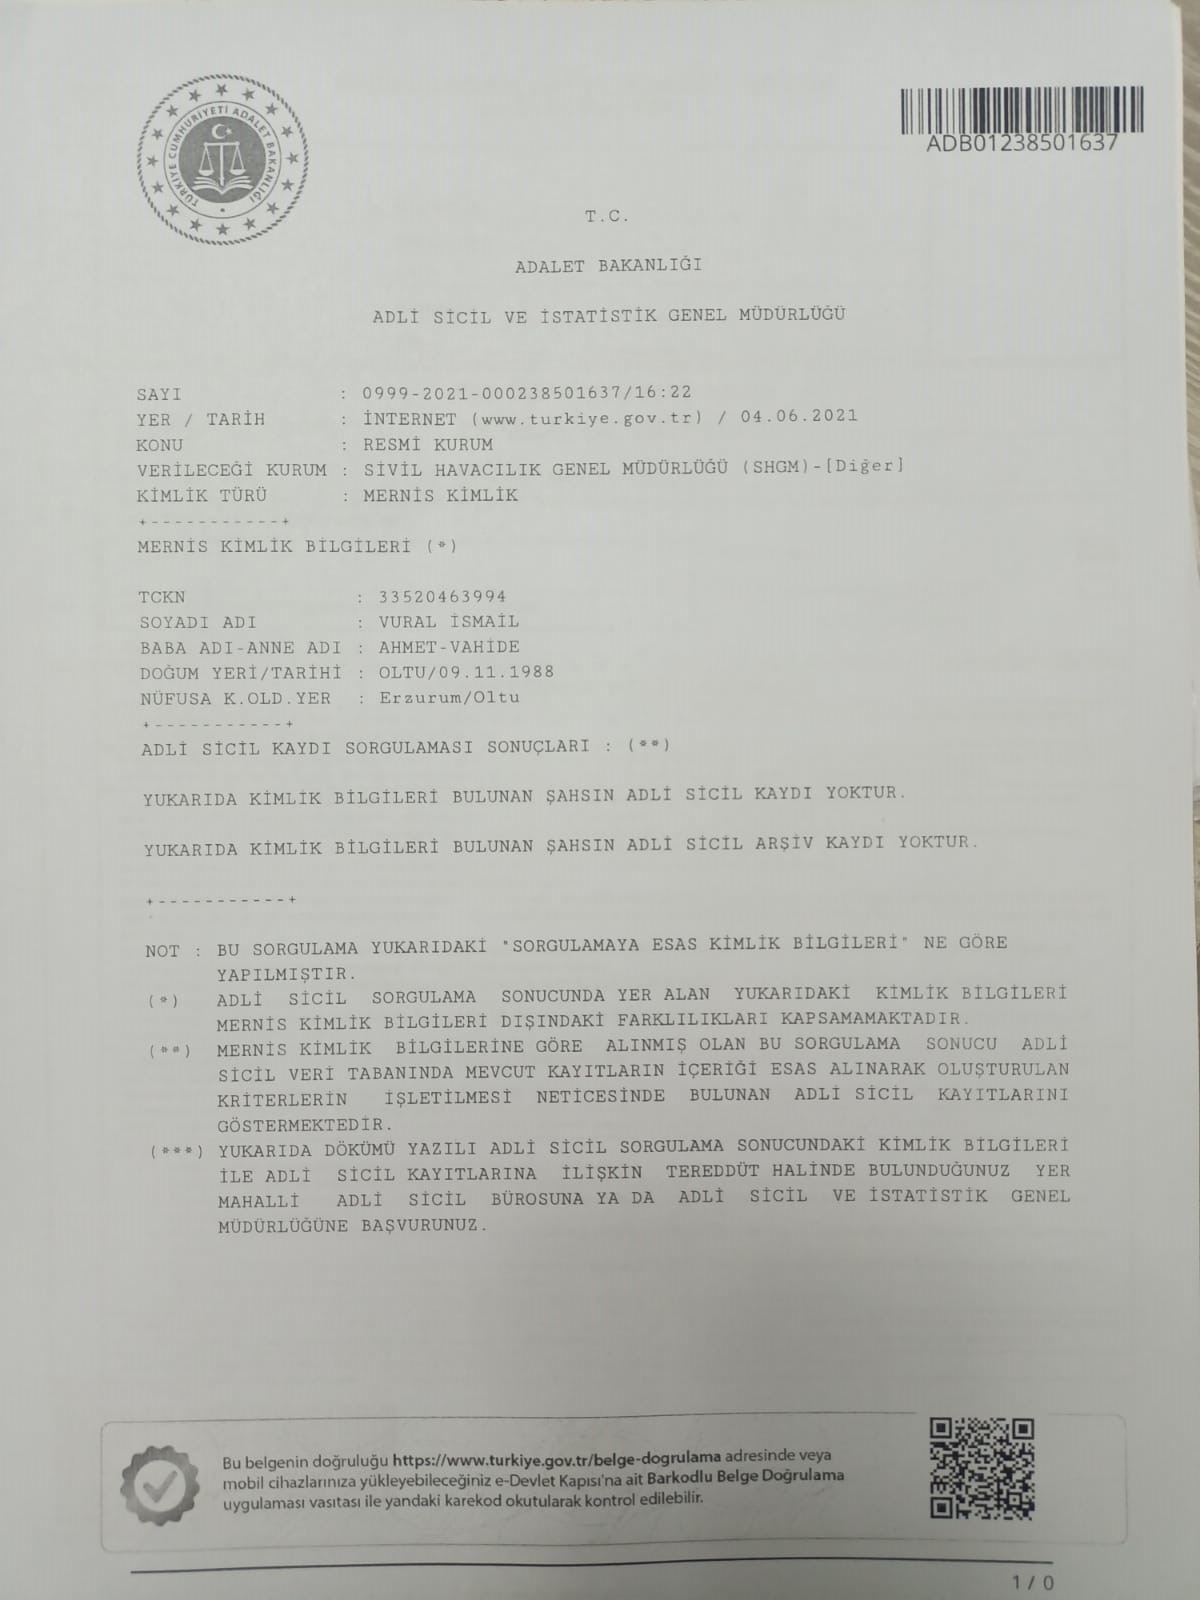 TÜRKİYE CUMHURİYETİ ADALET BAKANLIĞI
ADB01238501637
T.C.
ADALET BAKANLIĞI
ADLİ SİCİL VE İSTATİSTİK GENEL MÜDÜRLÜĞÜ
SAYI : 0999-2021-000238501637/16:22
YER / TARİH : İNTERNET (www.turkiye.gov.tr) / 04.06.2021
KONU : RESMİ KURUM
VERİLECEĞİ KURUM : SİVİL HAVACILIK GENEL MÜDÜRLÜĞÜ (SHGM)-[Diğer]
KİMLİK TÜRÜ : MERNİS KİMLİK
+-----------+
MERNİS KİMLİK BİLGİLERİ (*)
TCKN : 33520463994
SOYADI ADI : VURAL İSMAİL
BABA ADI-ANNE ADI : AHMET-VAHİDE
DOĞUM YERİ/TARİHİ : OLTU/09.11.1988
NÜFUSA K.OLD.YER : Erzurum/Oltu
+-----------+
ADLİ SİCİL KAYDI SORGULAMASI SONUÇLARI : (**)
YUKARIDA KİMLİK BİLGİLERİ BULUNAN ŞAHSIN ADLİ SİCİL KAYDI YOKTUR.
YUKARIDA KİMLİK BİLGİLERİ BULUNAN ŞAHSIN ADLİ SİCİL ARŞİV KAYDI YOKTUR.
+-----------+
NOT : BU SORGULAMA YUKARIDAKİ "SORGULAMAYA ESAS KİMLİK BİLGİLERİ" NE GÖRE
YAPILMIŞTIR.
(*) ADLİ SİCİL SORGULAMA SONUCUNDA YER ALAN YUKARIDAKİ KİMLİK BİLGİLERİ
MERNİS KİMLİK BİLGİLERİ DIŞINDAKİ FARKLILIKLARI KAPSAMAMAKTADIR.
(**) MERNİS KİMLİK BİLGİLERİNE GÖRE ALINMIŞ OLAN BU SORGULAMA SONUCU ADLİ
SİCİL VERİ TABANINDA MEVCUT KAYITLARIN İÇERİĞİ ESAS ALINARAK OLUŞTURULAN
KRİTERLERİN İŞLETİLMESİ NETİCESİNDE BULUNAN ADLİ SİCİL KAYITLARINI
GÖSTERMEKTEDİR.
(***) YUKARIDA DÖKÜMÜ YAZILI ADLİ SİCİL SORGULAMA SONUCUNDAKİ KİMLİK BİLGİLERİ
İLE ADLİ SİCİL KAYITLARINA İLİŞKİN TEREDDÜT HALİNDE BULUNDUĞUNUZ YER
MAHALLİ ADLİ SİCİL BÜROSUNA YA DA ADLİ SİCİL VE İSTATİSTİK GENEL
MÜDÜRLÜĞÜNE BAŞVURUNUZ.
Bu belgenin doğruluğu https://www.turkiye.gov.tr/belge-dogrulama adresinde veya
mobil cihazlarınıza yükleyebileceğiniz e-Devlet Kapısı'na ait Barkodlu Belge Doğrulama
uygulaması vasıtası ile yandaki karekod okutularak kontrol edilebilir.
1 / 0